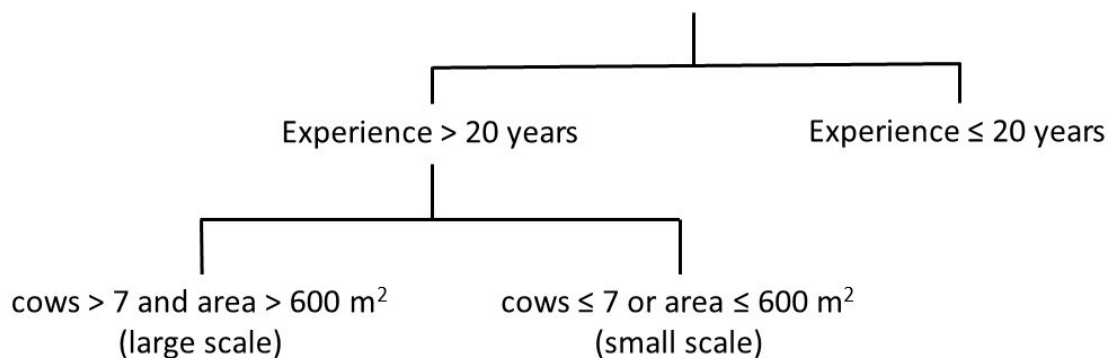 Experience > 20 years
Experience ≤ 20 years
cows > 7 and area > 600 m²
(large scale)
cows ≤ 7 or area ≤ 600 m²
(small scale)